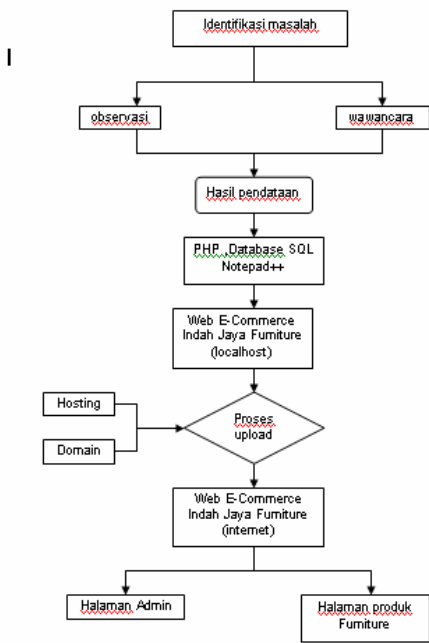 Identifikasi masalah
observasi
wawancara
Hasil pendataan
PHP ,Database SQL
Notepad++
Web E-Commerce
Indah Jaya Furniture
(localhost)
Hosting
Domain
Proses
upload
Web E-Commerce
Indah Jaya Furniture
(internet)
Halaman Admin
Halaman produk
Furniture